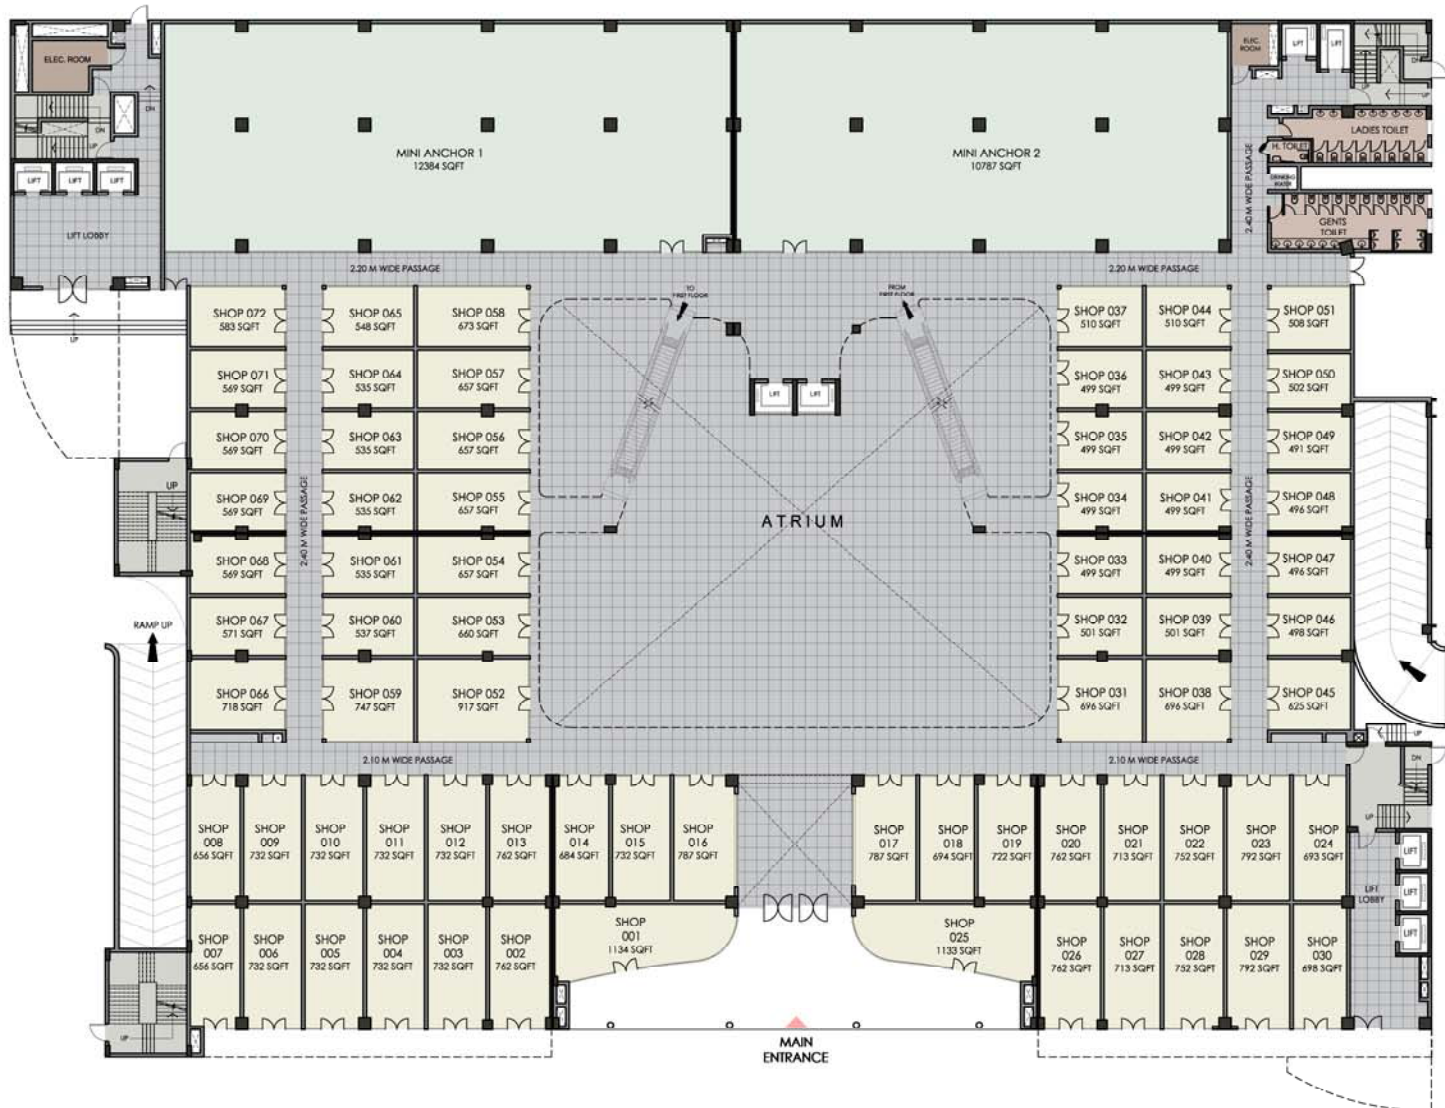 ELEC. ROOM
DN
DN
UP
LIFT
LIFT
LIFT
LIFT LOBBY
UP
MINI ANCHOR 1
12384 SQFT
MINI ANCHOR 2
10787 SQFT
ELEC.
ROOM
LIFT
LIFT
DN
UP
UP
LADIES TOILET
H. TOILET
DRINKING
WATER
GENTS
TOILET
2.40 M WIDE PASSAGE
2.20 M WIDE PASSAGE
2.20 M WIDE PASSAGE
TO
FIRST FLOOR
FROM
FIRST FLOOR
SHOP 072
583 SQFT
SHOP 065
548 SQFT
SHOP 058
673 SQFT
SHOP 037
510 SQFT
SHOP 044
510 SQFT
SHOP 051
508 SQFT
SHOP 071
569 SQFT
SHOP 064
535 SQFT
SHOP 057
657 SQFT
LIFT
LIFT
SHOP 036
499 SQFT
SHOP 043
499 SQFT
SHOP 050
502 SQFT
SHOP 070
569 SQFT
SHOP 063
535 SQFT
SHOP 056
657 SQFT
SHOP 035
499 SQFT
SHOP 042
499 SQFT
SHOP 049
491 SQFT
UP
SHOP 069
569 SQFT
2.40 M WIDE PASSAGE
SHOP 062
535 SQFT
SHOP 055
657 SQFT
ATRIUM
SHOP 034
499 SQFT
SHOP 041
499 SQFT
2.40 M WIDE PASSAGE
SHOP 048
496 SQFT
SHOP 068
569 SQFT
SHOP 061
535 SQFT
SHOP 054
657 SQFT
SHOP 033
499 SQFT
SHOP 040
499 SQFT
SHOP 047
496 SQFT
RAMP UP
SHOP 067
571 SQFT
SHOP 060
537 SQFT
SHOP 053
660 SQFT
SHOP 032
501 SQFT
SHOP 039
501 SQFT
SHOP 046
498 SQFT
SHOP 066
718 SQFT
SHOP 059
747 SQFT
SHOP 052
917 SQFT
SHOP 031
696 SQFT
SHOP 038
696 SQFT
SHOP 045
625 SQFT
UP
DN
UP
2.10 M WIDE PASSAGE
2.10 M WIDE PASSAGE
SHOP
008
656 SQFT
SHOP
009
732 SQFT
SHOP
010
732 SQFT
SHOP
011
732 SQFT
SHOP
012
732 SQFT
SHOP
013
762 SQFT
SHOP
014
684 SQFT
SHOP
015
732 SQFT
SHOP
016
787 SQFT
SHOP
017
787 SQFT
SHOP
018
694 SQFT
SHOP
019
722 SQFT
SHOP
020
762 SQFT
SHOP
021
713 SQFT
SHOP
022
752 SQFT
SHOP
023
792 SQFT
SHOP
024
693 SQFT
LIFT
LOBBY
LIFT
LIFT
LIFT
SHOP
007
656 SQFT
SHOP
006
732 SQFT
SHOP
005
732 SQFT
SHOP
004
732 SQFT
SHOP
003
732 SQFT
SHOP
002
762 SQFT
SHOP
001
1134 SQFT
SHOP
025
1133 SQFT
SHOP
026
762 SQFT
SHOP
027
713 SQFT
SHOP
028
752 SQFT
SHOP
029
792 SQFT
SHOP
030
698 SQFT
UP
MAIN
ENTRANCE